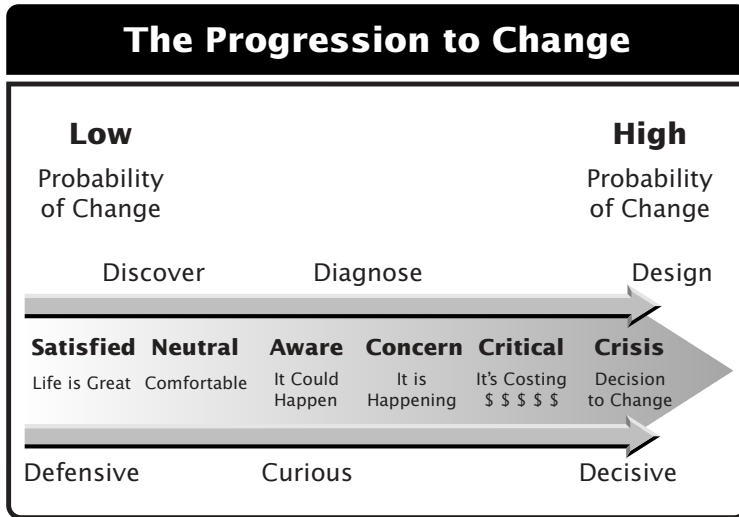 The Progression to Change
Low
High
Probability
of Change
Probability
of Change
Discover
Diagnose
Design
Satisfied
Life is Great
Neutral
Comfortable
Aware
It Could
Happen
Concern
It is
Happening
Critical
It's Costing
$ $ $ $ $
Crisis
Decision
to Change
Defensive
Curious
Decisive